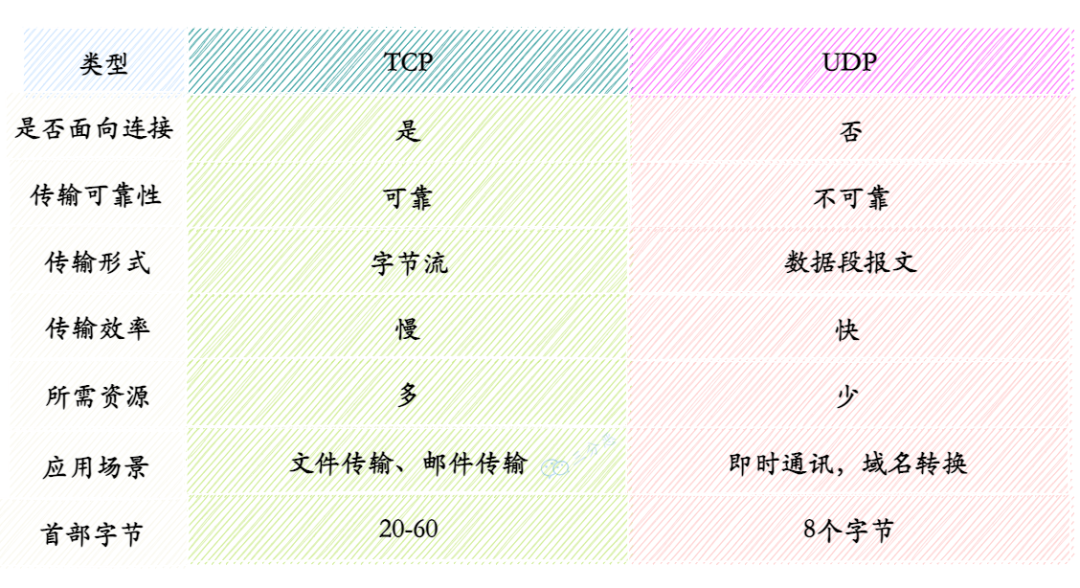 类型 TCP UDP
是否面向连接 是 否
传输可靠性 可靠 不可靠
传输形式 字节流 数据段报文
传输效率 慢 快
所需资源 多 少
应用场景 文件传输、邮件传输 即时通讯，域名转换
三分恶
首部字节 20-60 8个字节